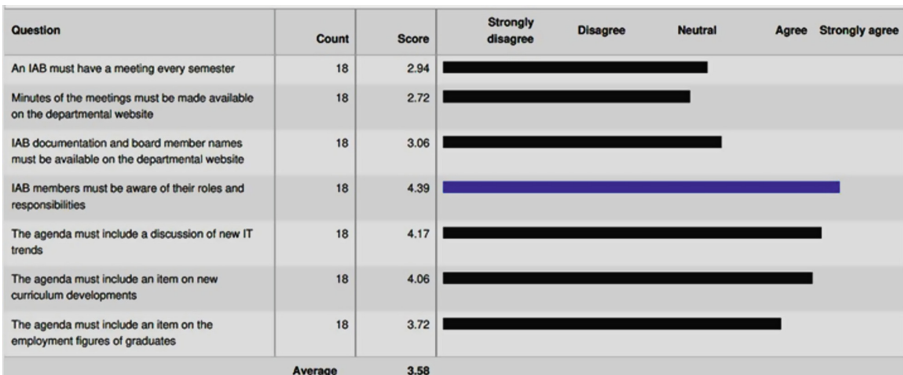 Question Count Score Strongly disagree Disagree Neutral Agree Strongly agree
An IAB must have a meeting every semester 18 2.94
Minutes of the meetings must be made available
on the departmental website 18 2.72
IAB documentation and board member names
must be available on the departmental website 18 3.06
IAB members must be aware of their roles and
responsibilities 18 4.39
The agenda must include a discussion of new IT
trends 18 4.17
The agenda must include an item on new
curriculum developments 18 4.06
The agenda must include an item on the
employment figures of graduates 18 3.72
Average 3.58